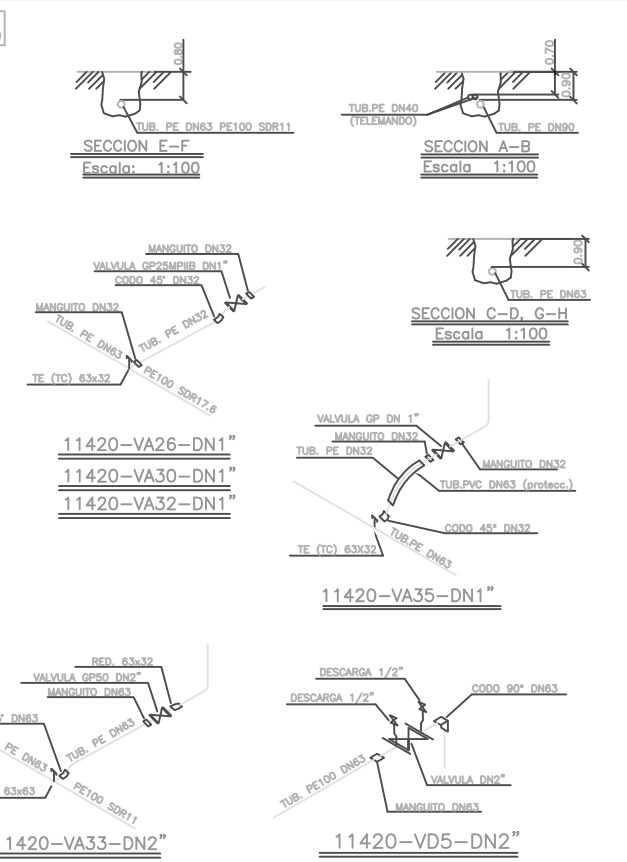 0.80
TUB. PE DN63 PE100 SDR11
SECCION E-F
Escala: 1:100
0.70
0.90
TUB.PE DN40
(TELEMANDO)
TUB. PE DN90
SECCION A-B
Escala 1:100
0.90
TUB. PE DN63
SECCION C-D, G-H
Escala 1:100
MANGUITO DN32
VALVULA GP25MPIIB DN1"
CODO 45° DN32
MANGUITO DN32
TUB. PE DN32
TUB. PE DN63
PE100 SDR17.6
TE (TC) 63x32
11420-VA26-DN1"
11420-VA30-DN1"
11420-VA32-DN1"
VALVULA GP DN 1"
MANGUITO DN32
TUB. PE DN32
MANGUITO DN32
TUB.PVC DN63 (protecc.)
CODO 45° DN32
TUB.PE DN63
TE (TC) 63X32
11420-VA35-DN1"
RED. 63x32
VALVULA GP50 DN2"
MANGUITO DN63
DN63
TUB. PE DN63
PE DN63
PE100 SDR11
63x63
1420-VA33-DN2"
DESCARGA 1/2"
DESCARGA 1/2"
CODO 90° DN63
TUB. PE100 DN63
VALVULA DN2"
MANGUITO DN63
11420-VD5-DN2"